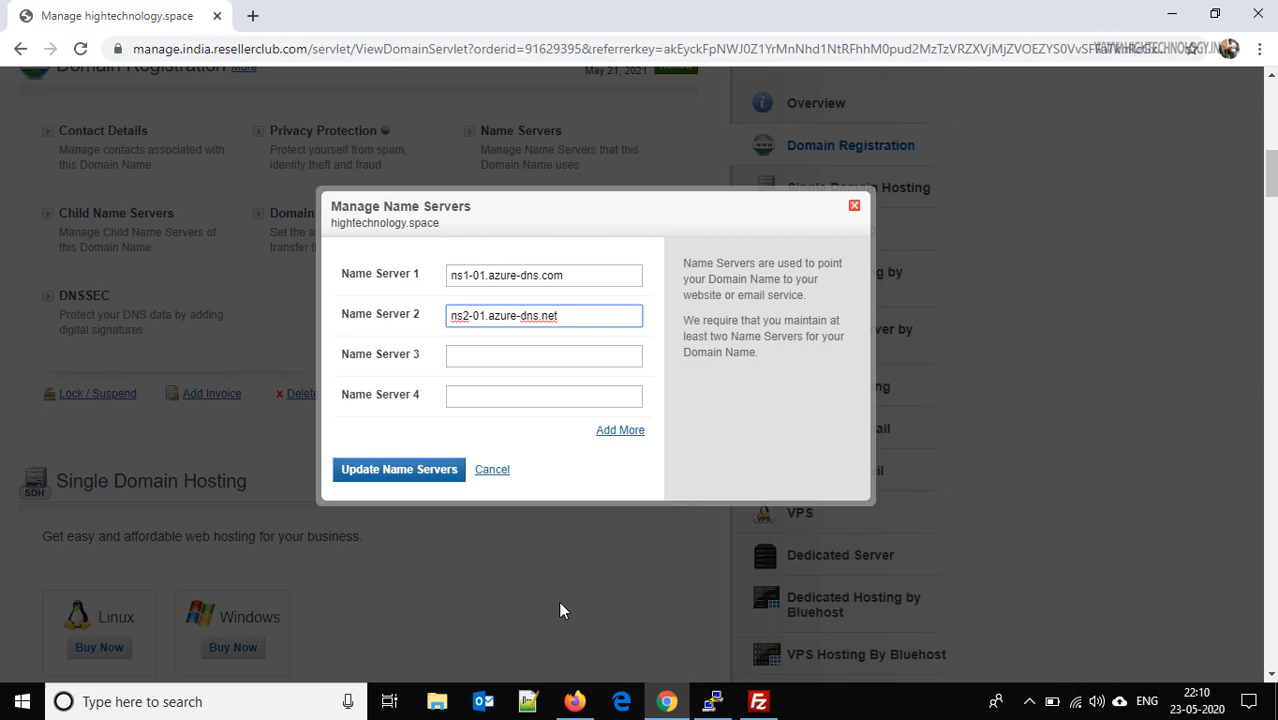 Manage hightechnology.space
manage.india.resellerclub.com/servlet/ViewDomainServlet?orderid=91629395&referrerkey=
Domain Registration More
May 21, 2021
Contact Details
Manage contacts associated with
this Domain Name
Privacy Protection
Protect yourself from spam,
identity theft and fraud
Name Servers
Manage Name Servers that this
Domain Name uses
Child Name Servers
Manage Child Name Servers of
this Domain Name
Domain
Set the a
transfer t
DNSSEC
Protect your DNS data by adding
digital signatures
Lock / Suspend
Add Invoice
Delete
Manage Name Servers
hightechnology.space
Name Server 1
ns1-01.azure-dns.com
Name Server 2
ns2-01.azure-dns.net
Name Server 3
Name Server 4
Add More
Update Name Servers
Cancel
Name Servers are used to point
your Domain Name to your
website or email service.
We require that you maintain at
least two Name Servers for your
Domain Name.
SDH
Single Domain Hosting
Get easy and affordable web hosting for your business.
Linux
Buy Now
Windows
Buy Now
Overview
WWW
Domain Registration
Single Domain Hosting
g by
er by
ng
ail
il
VPS
VPS
Dedicated Server
Dedicated Hosting by
Bluehost
VPS Hosting By Bluehost
Type here to search
ENG
22:10
23-05-2020